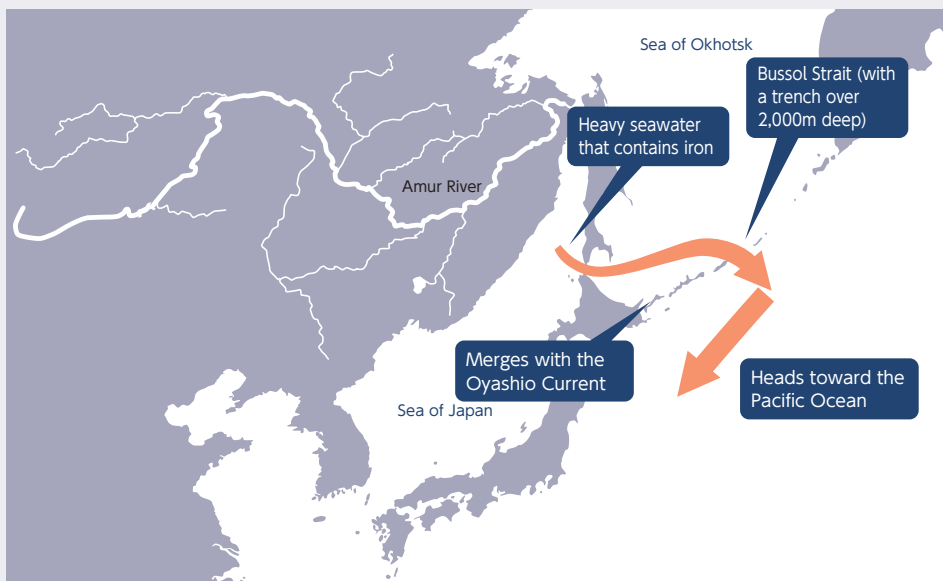 Sea of Okhotsk
Bussol Strait (with
a trench over
2,000m deep)
Heavy seawater
that contains iron
Amur River
Merges with the
Oyashio Current
Heads toward the
Pacific Ocean
Sea of Japan